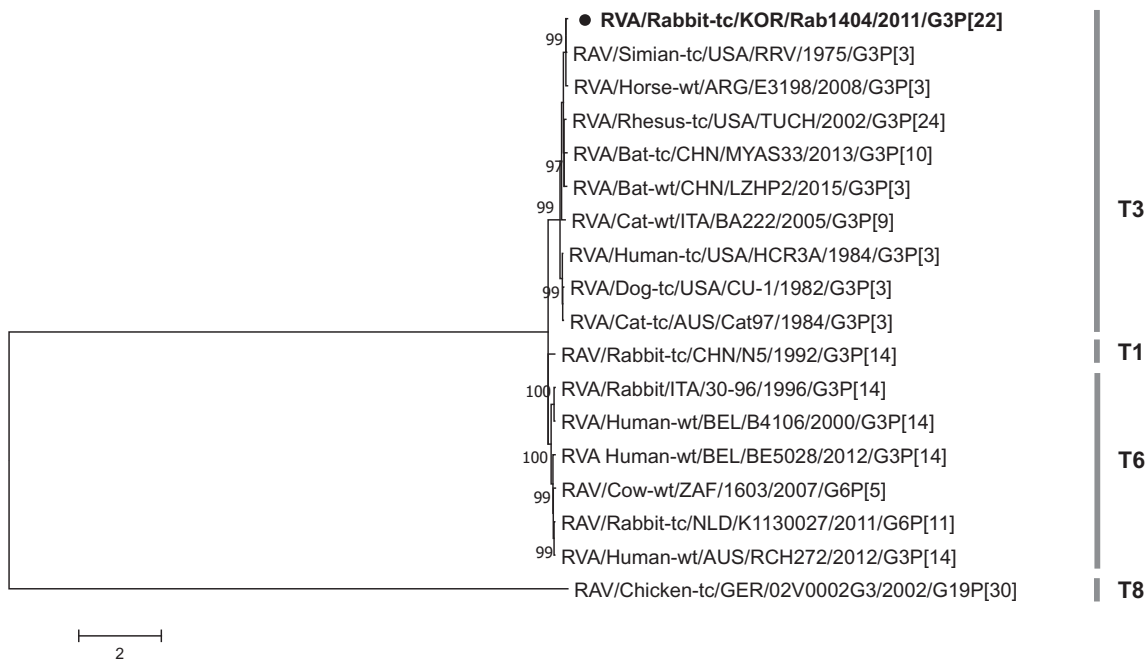 ● RVA/Rabbit-tc/KOR/Rab1404/2011/G3P[22]
99
RAV/Simian-tc/USA/RRV/1975/G3P[3]
RVA/Horse-wt/ARG/E3198/2008/G3P[3]
RVA/Rhesus-tc/USA/TUCH/2002/G3P[24]
RVA/Bat-tc/CHN/MYAS33/2013/G3P[10]
97
RVA/Bat-wt/CHN/LZHP2/2015/G3P[3]
99
T3
RVA/Cat-wt/ITA/BA222/2005/G3P[9]
RVA/Human-tc/USA/HCR3A/1984/G3P[3]
99 RVA/Dog-tc/USA/CU-1/1982/G3P[3]
RVA/Cat-tc/AUS/Cat97/1984/G3P[3]
RAV/Rabbit-tc/CHN/N5/1992/G3P[14] T1
100 RVA/Rabbit/ITA/30-96/1996/G3P[14]
RVA/Human-wt/BEL/B4106/2000/G3P[14]
100 RVA Human-wt/BEL/BE5028/2012/G3P[14] T6
RAV/Cow-wt/ZAF/1603/2007/G6P[5]
99
RAV/Rabbit-tc/NLD/K1130027/2011/G6P[11]
99 RVA/Human-wt/AUS/RCH272/2012/G3P[14]
RAV/Chicken-tc/GER/02V0002G3/2002/G19P[30] T8
2